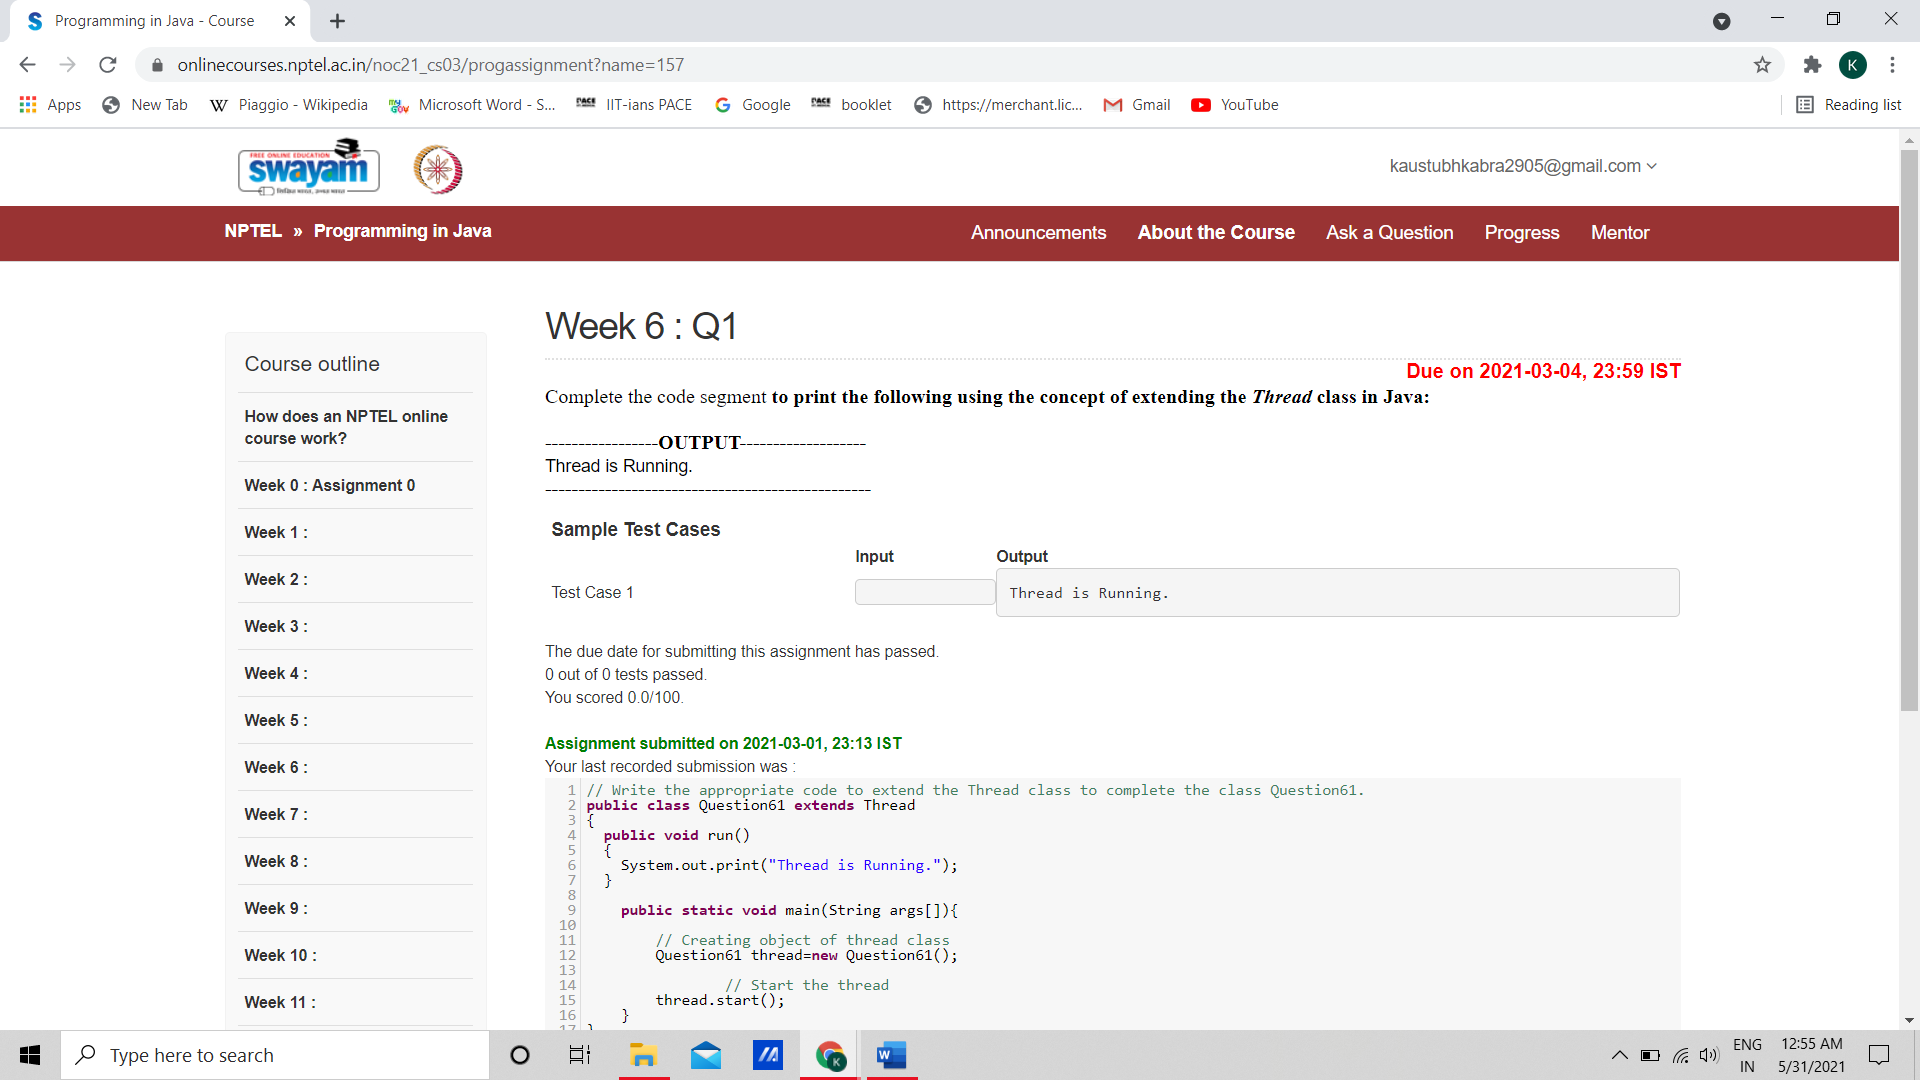 Programming in Java - Course
onlinecourses.nptel.ac.in/noc21_cs03/progassignment?name=157
K
Apps
New Tab
W Piaggio - Wikipedia
Microsoft Word - S...
PACE IIT-ians PACE
Google
PACE booklet
https://merchant.lic...
Gmail
YouTube
Reading list
FREE ONLINE EDUCATION
swayam
kaustubhkabra2905@gmail.com
NPTEL » Programming in Java
Announcements
About the Course
Ask a Question
Progress
Mentor
Course outline
How does an NPTEL online
course work?
Week 0 : Assignment 0
Week 1 :
Week 2 :
Week 3 :
Week 4 :
Week 5 :
Week 6 :
Week 7 :
Week 8 :
Week 9 :
Week 10 :
Week 11 :
Week 6 : Q1
Due on 2021-03-04, 23:59 IST
Complete the code segment to print the following using the concept of extending the Thread class in Java:
-----------------OUTPUT-------------------
Thread is Running.
-------------------------------------------------
Sample Test Cases
Input
Output
Test Case 1
Thread is Running.
The due date for submitting this assignment has passed.
0 out of 0 tests passed.
You scored 0.0/100.
Assignment submitted on 2021-03-01, 23:13 IST
Your last recorded submission was :
1 // Write the appropriate code to extend the Thread class to complete the class Question61.
2 public class Question61 extends Thread
3 {
4 public void run()
5 {
6 System.out.print("Thread is Running.");
7 }
8
9 public static void main(String args[]){
10
11 // Creating object of thread class
12 Question61 thread=new Question61();
13
14 // Start the thread
15 thread.start();
16 }
17 }
Type here to search
ENG
IN
12:55 AM
5/31/2021